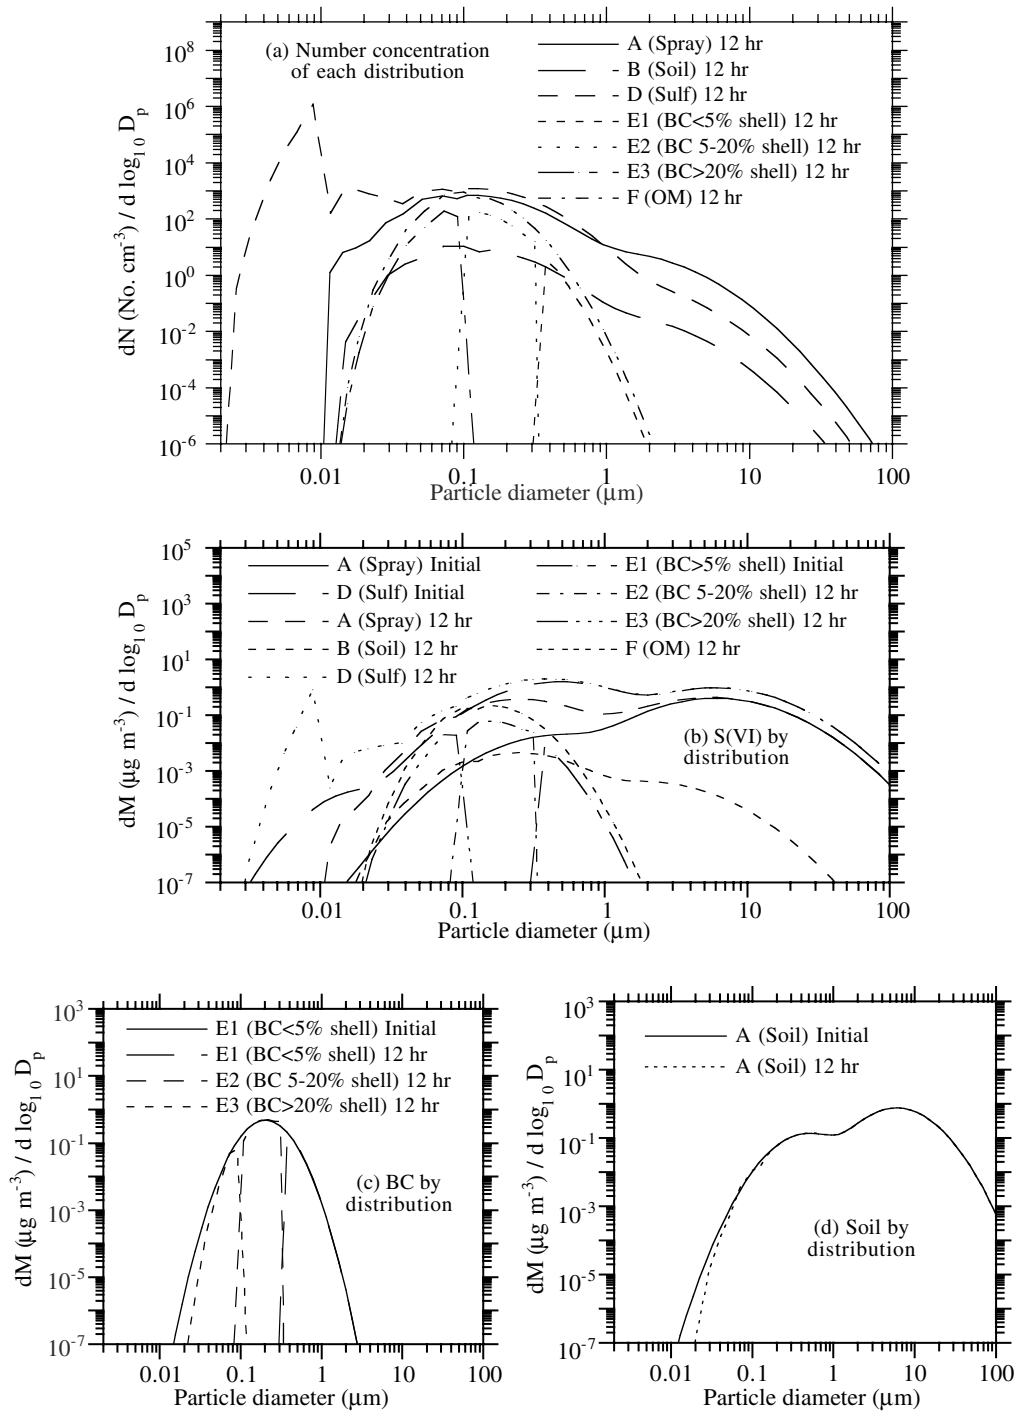 (a) Number concentration
of each distribution
A (Spray) 12 hr
B (Soil) 12 hr
D (Sulf) 12 hr
E1 (BC<5% shell) 12 hr
E2 (BC 5-20% shell) 12 hr
E3 (BC>20% shell) 12 hr
F (OM) 12 hr
dN (No. cm⁻³) / d log₁₀ Dₚ
10⁸
10⁶
10⁴
10²
10⁰
10⁻²
10⁻⁴
10⁻⁶
0.01 0.1 1 10 100
Particle diameter (μm)
A (Spray) Initial
D (Sulf) Initial
A (Spray) 12 hr
B (Soil) 12 hr
D (Sulf) 12 hr
E1 (BC>5% shell) Initial
E2 (BC 5-20% shell) 12 hr
E3 (BC>20% shell) 12 hr
F (OM) 12 hr
(b) S(VI) by
distribution
dM (μg m⁻³) / d log₁₀ Dₚ
10⁵
10³
10¹
10⁻¹
10⁻³
10⁻⁵
10⁻⁷
0.01 0.1 1 10 100
Particle diameter (μm)
E1 (BC<5% shell) Initial
E1 (BC<5% shell) 12 hr
E2 (BC 5-20% shell) 12 hr
E3 (BC>20% shell) 12 hr
(c) BC by
distribution
dM (μg m⁻³) / d log₁₀ Dₚ
10³
10¹
10⁻¹
10⁻³
10⁻⁵
10⁻⁷
0.01 0.1 1 10 100
Particle diameter (μm)
A (Soil) Initial
A (Soil) 12 hr
(d) Soil by
distribution
dM (μg m⁻³) / d log₁₀ Dₚ
10³
10¹
10⁻¹
10⁻³
10⁻⁵
10⁻⁷
0.01 0.1 1 10 100
Particle diameter (μm)